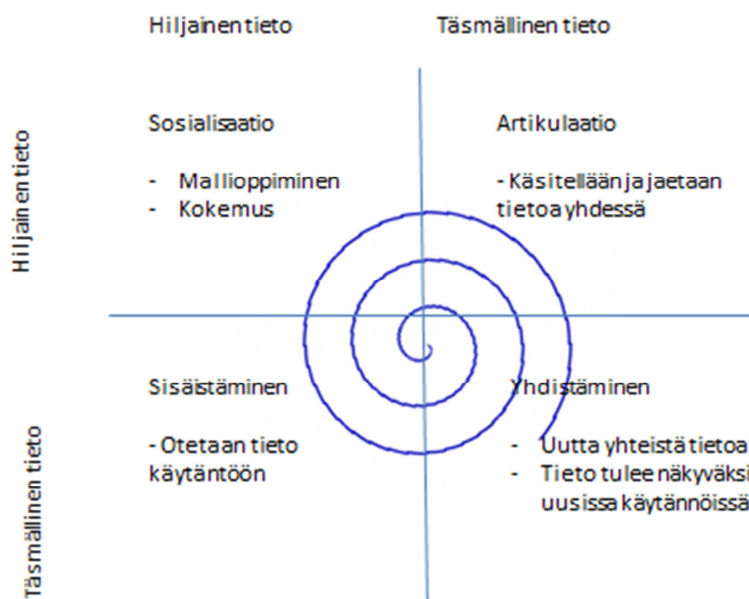 Hiljainen tieto
Täsmällinen tieto
Hiljainen tieto
Sosialisaatio
- Mallioppiminen
- Kokemus
Artikulaatio
- Käsitellään ja jaetaan
tietoa yhdessä
Täsmällinen tieto
Sisäistäminen
- Otetaan tieto
käytäntöön
Yhdistäminen
- Uutta yhteistä tietoa
- Tieto tulee näkyväksi
uusissa käytännöissä